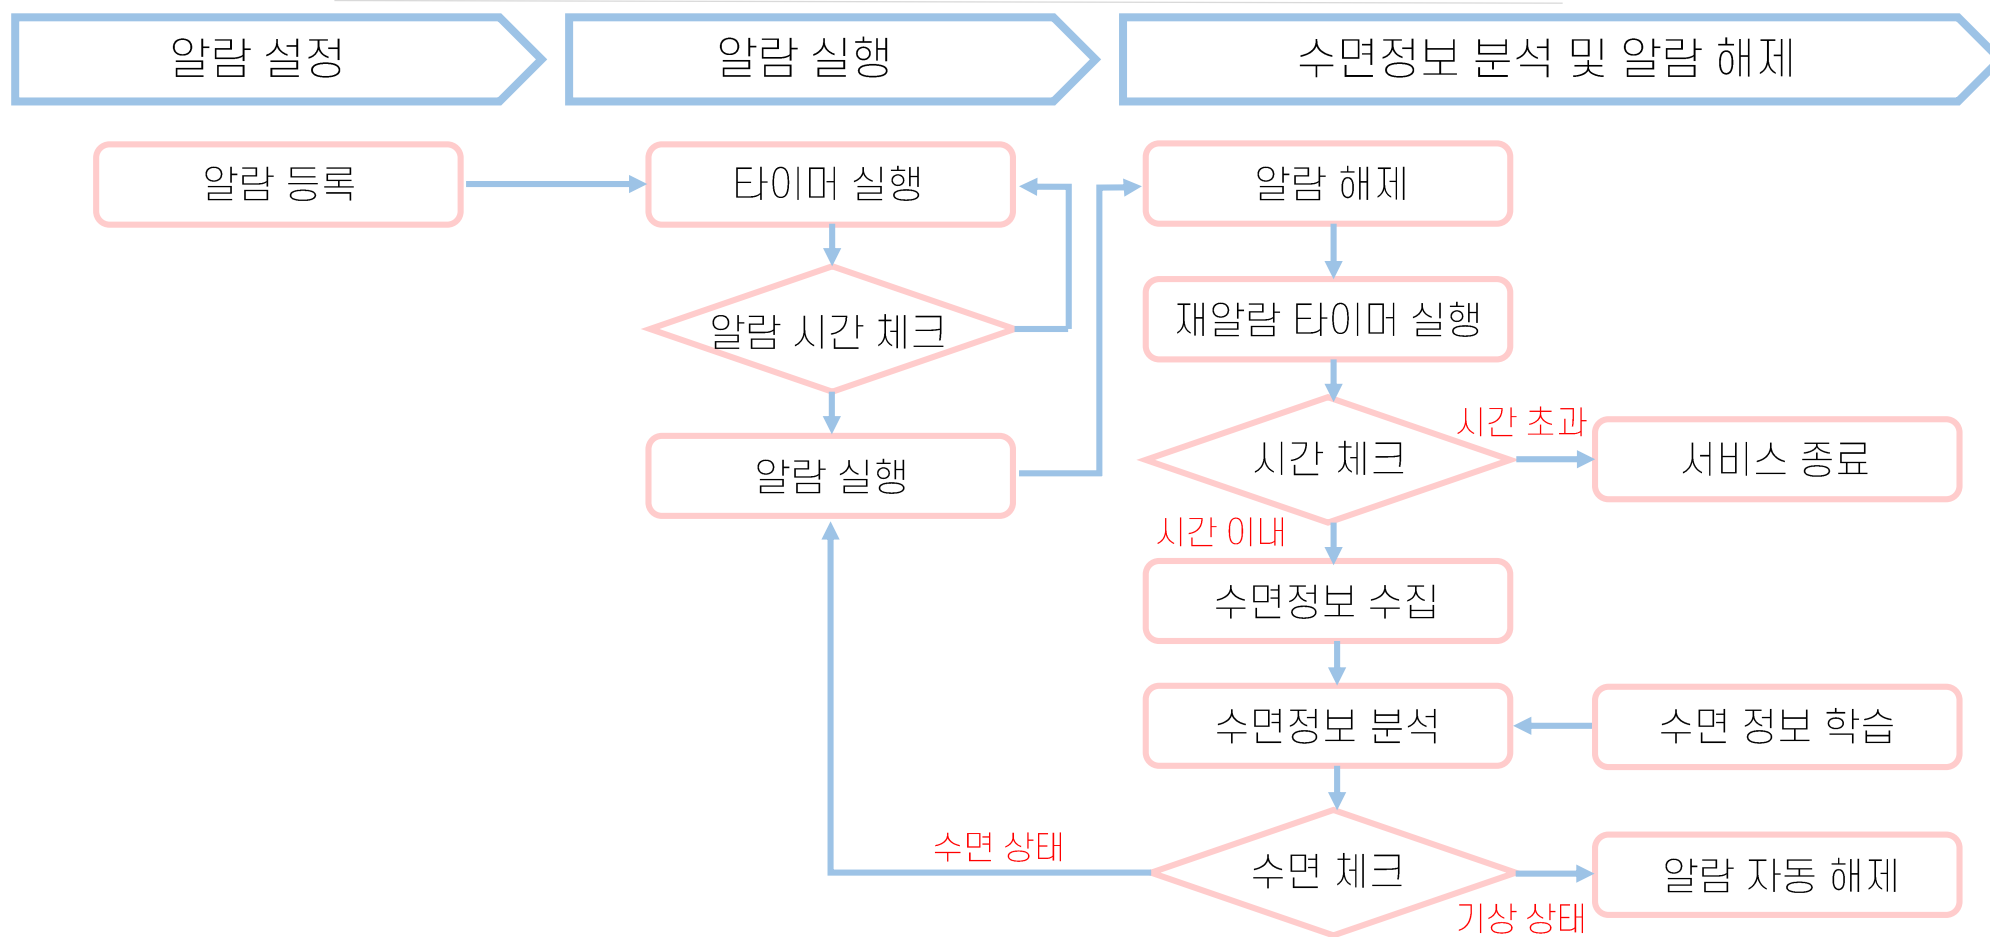 알람 설정
알람 실행
수면정보 분석 및 알람 해제
알람 등록
타이머 실행
알람 해제
알람 시간 체크
재알람 타이머 실행
알람 실행
시간 체크
시간 초과
서비스 종료
시간 이내
수면정보 수집
수면정보 분석
수면 정보 학습
수면 상태
수면 체크
알람 자동 해제
기상 상태